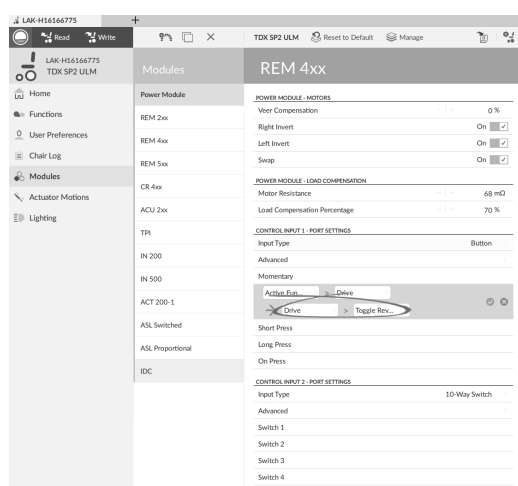 LAK-H16166775
Read
Write
TDX SP2 ULM
Reset to Default
Manage
LAK-H16166775
TDX SP2 ULM
Home
Functions
User Preferences
Chair Log
Modules
Actuator Motions
Lighting
Modules
Power Module
REM 2xx
REM 4xx
REM 5xx
CR 4xx
ACU 2xx
TPI
IN 200
IN 500
ACT 200-1
ASL Switched
ASL Proportional
IDC
REM 4xx
POWER MODULE - MOTORS
Veer Compensation - + 0 %
Right Invert On
Left Invert On
Swap On
POWER MODULE - LOAD COMPENSATION
Motor Resistance - + 68 mΩ
Load Compensation Percentage - + 70 %
CONTROL INPUT 1 - PORT SETTINGS
Input Type Button
Advanced
Momentary
Active Fun... > Drive
Drive > Toggle Rev...
Short Press
Long Press
On Press
CONTROL INPUT 2 - PORT SETTINGS
Input Type 10-Way Switch
Advanced
Switch 1
Switch 2
Switch 3
Switch 4